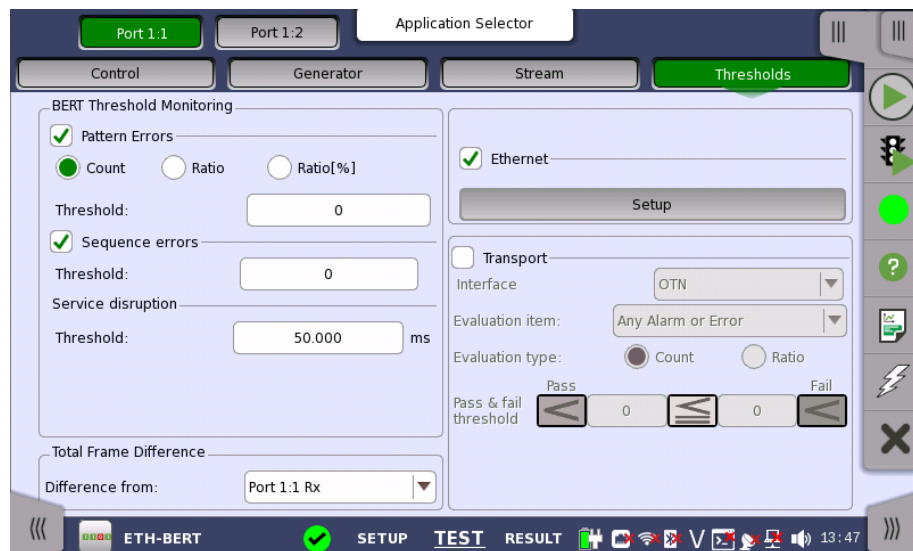 Application Selector
Port 1:1
Port 1:2
Control
Generator
Stream
Thresholds
BERT Threshold Monitoring
Pattern Errors
Count
Ratio
Ratio[%]
Threshold:
0
Sequence errors
Threshold:
0
Service disruption
Threshold:
50.000
ms
Total Frame Difference
Difference from:
Port 1:1 Rx
Ethernet
Setup
Transport
Interface
OTN
Evaluation item:
Any Alarm or Error
Evaluation type:
Count
Ratio
Pass
Fail
Pass & fail
threshold
<
0
≦
0
<
ETH-BERT
SETUP
TEST
RESULT
V
13:47